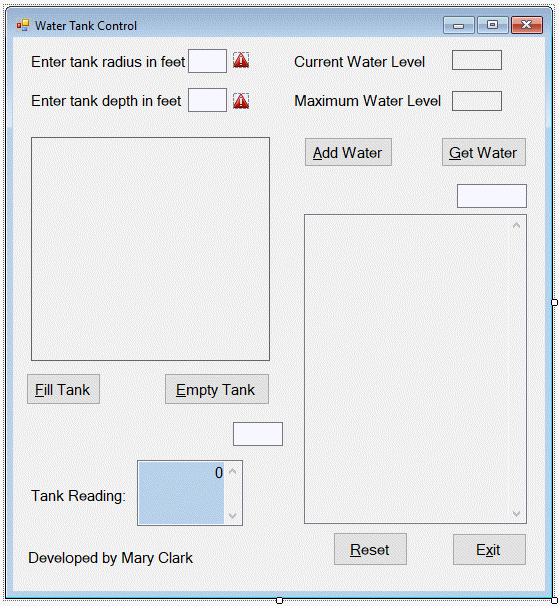 Water Tank Control
Enter tank radius in feet
Current Water Level
Enter tank depth in feet
Maximum Water Level
Add Water
Get Water
Fill Tank
Empty Tank
0
Tank Reading:
Reset
Exit
Developed by Mary Clark